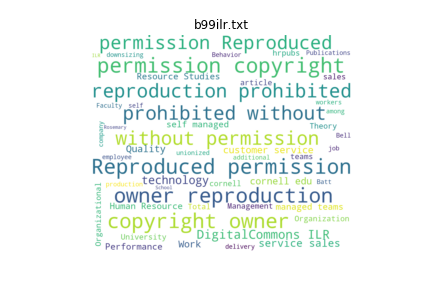 b99ilr.txt
permission Reproduced
ua downsizing Behavior hrpubs Publications
permission copyright
Resource Studies article sales
reproduction prohibited
Faculty self workers
prohibited without among
company Rosemary self managed Theory Bell
without permission job
Quality customer service
unionized teams
employee additional
Reproduced permission
technology cornell cornell edu Batt
production School
owner reproduction
Organizational Human Resource Total Management managed teams
copyright owner Organization
University DigitalCommons ILR
Performance Work delivery service sales